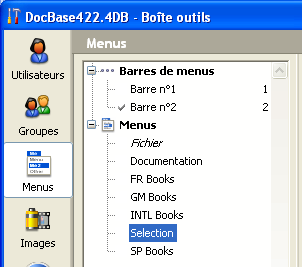 DocBase422.4DB - Boîte outils
Menus
Utilisateurs
Groupes
Menus
Images
Barres de menus
Barre n°1 1
Barre n°2 2
Menus
Fichier
Documentation
FR Books
GM Books
INTL Books
Selection
SP Books